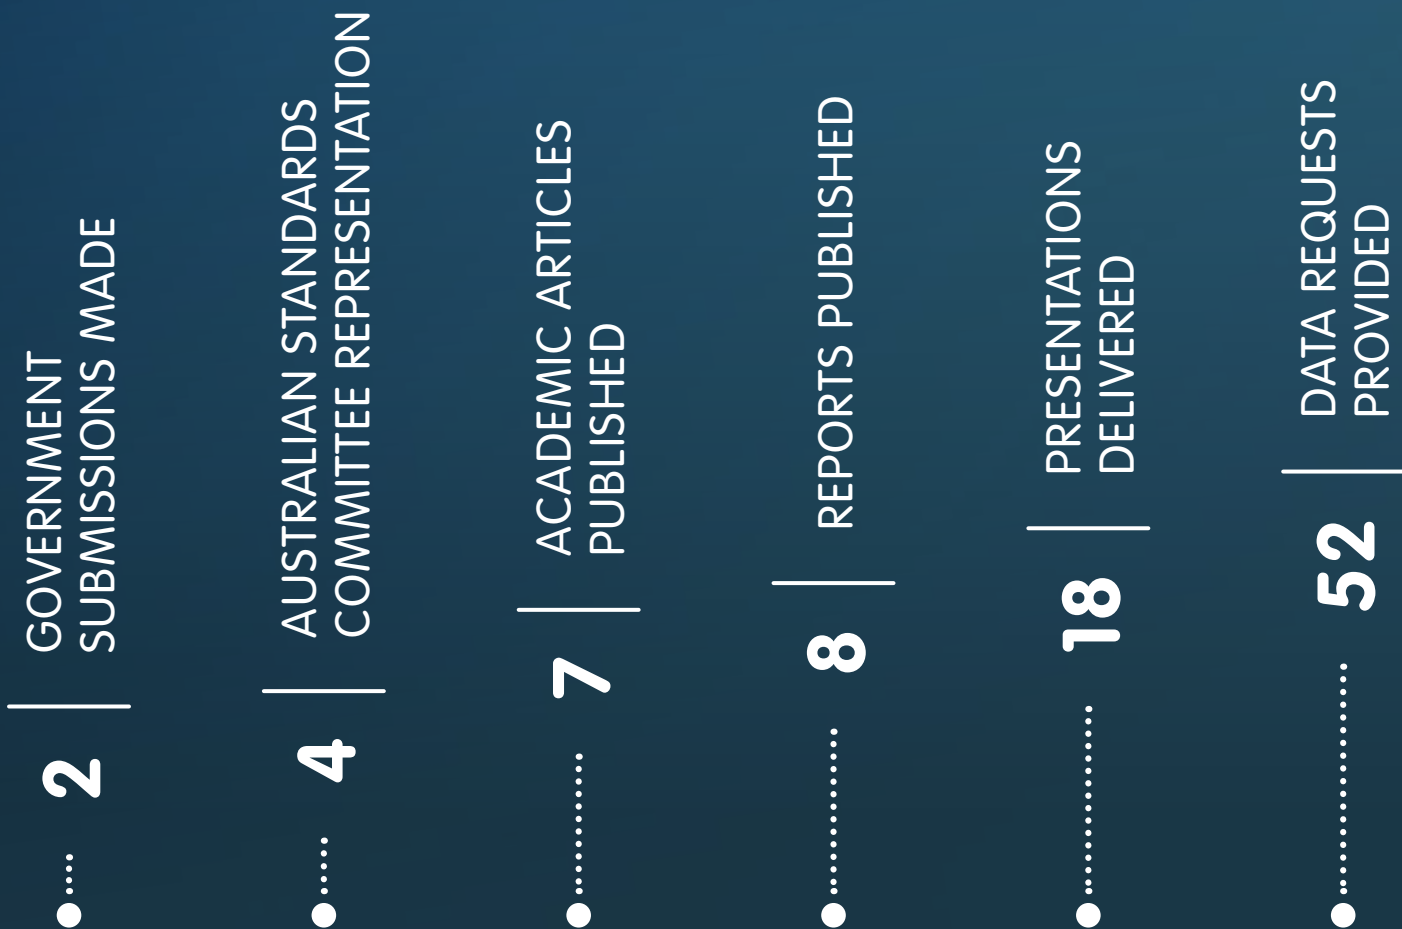 2
GOVERNMENT
SUBMISSIONS MADE
4
AUSTRALIAN STANDARDS
COMMITTEE REPRESENTATION
7
ACADEMIC ARTICLES
PUBLISHED
8
REPORTS PUBLISHED
18
PRESENTATIONS
DELIVERED
52
DATA REQUESTS
PROVIDED